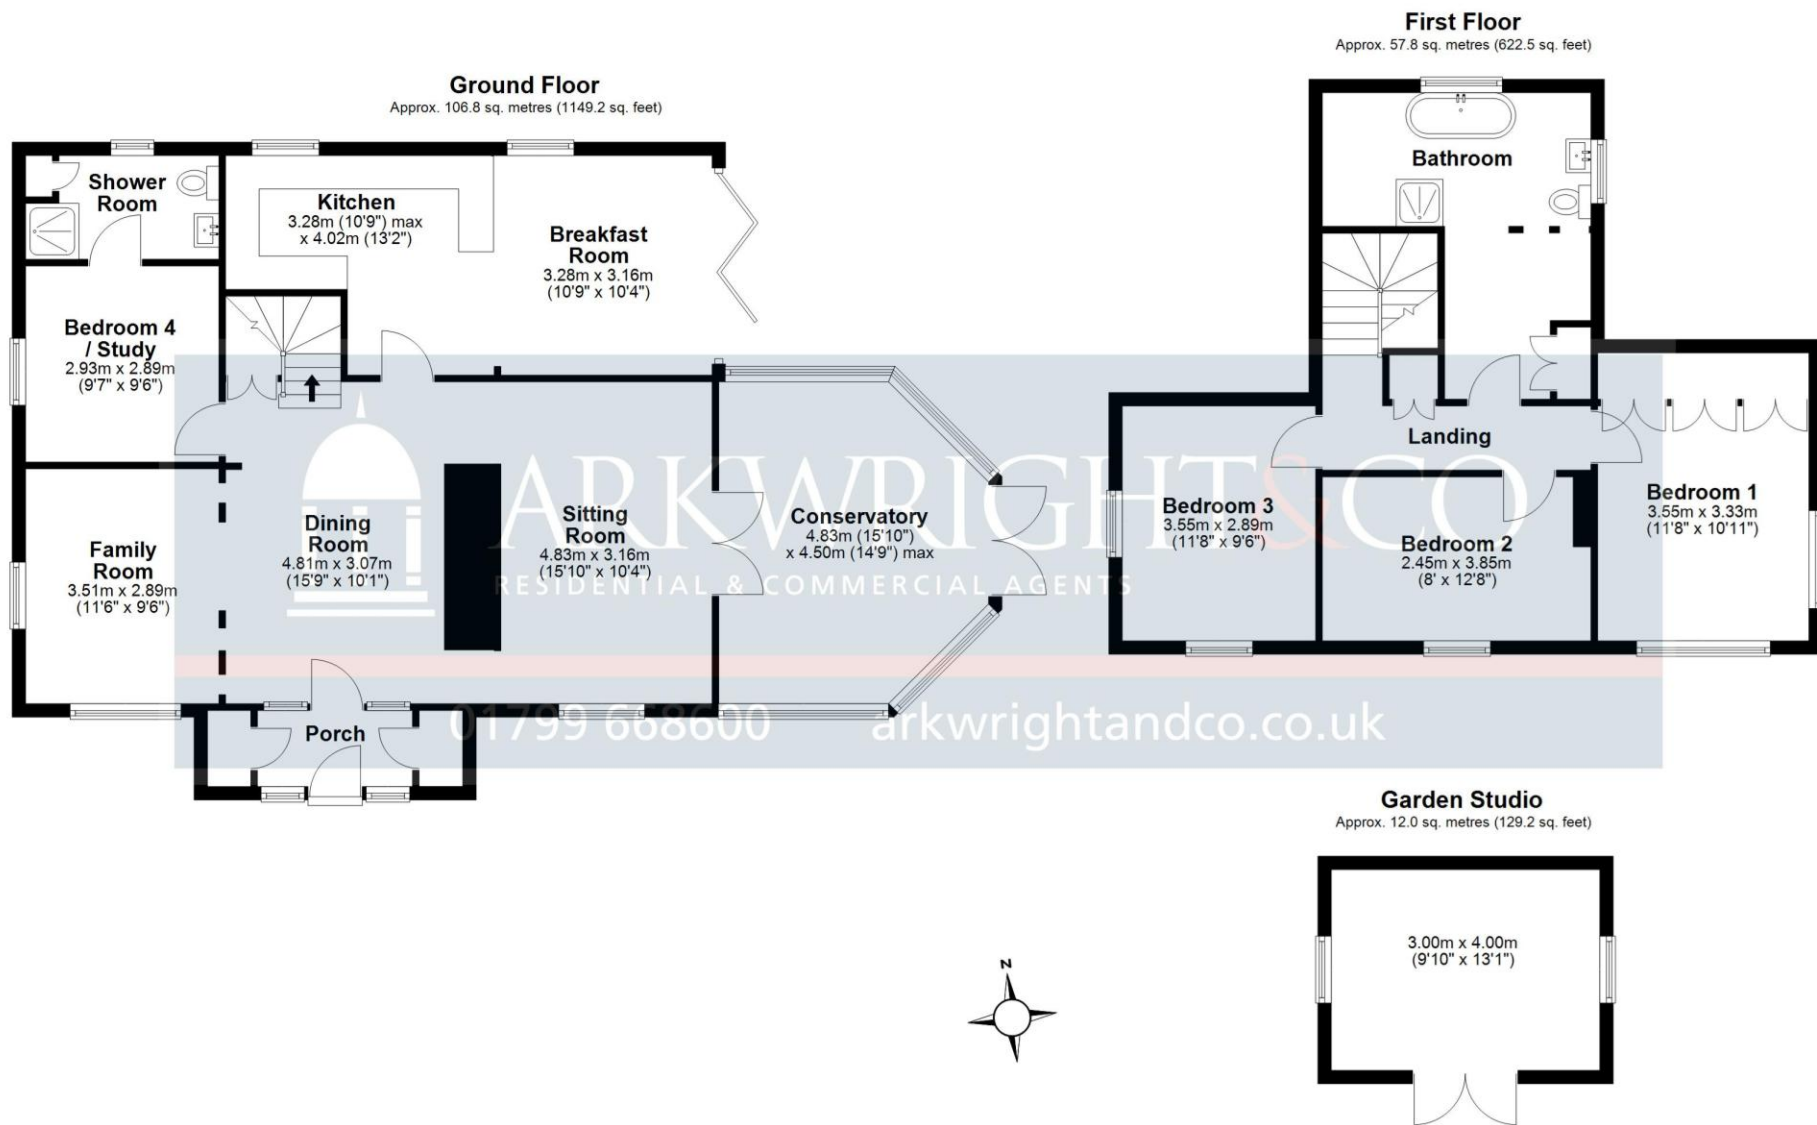 First Floor
Approx. 57.8 sq. metres (622.5 sq. feet)
Ground Floor
Approx. 106.8 sq. metres (1149.2 sq. feet)
Shower
Room
Kitchen
3.28m (10'9") max
x 4.02m (13'2")
Breakfast
Room
3.28m x 3.16m
(10'9" x 10'4")
Bedroom 4
/ Study
2.93m x 2.89m
(9'7" x 9'6")
Family
Room
3.51m x 2.89m
(11'6" x 9'6")
Dining
Room
4.81m x 3.07m
(15'9" x 10'1")
Sitting
Room
4.83m x 3.16m
(15'10" x 10'4")
Conservatory
4.83m (15'10")
x 4.50m (14'9") max
Porch
Bathroom
Landing
Bedroom 3
3.55m x 2.89m
(11'8" x 9'6")
Bedroom 2
2.45m x 3.85m
(8' x 12'8")
Bedroom 1
3.55m x 3.33m
(11'8" x 10'11")
ARKWRIGHT&CO
RESIDENTIAL & COMMERCIAL AGENTS
01799 668600 arkwrightandco.co.uk
Garden Studio
Approx. 12.0 sq. metres (129.2 sq. feet)
3.00m x 4.00m
(9'10" x 13'1")
N